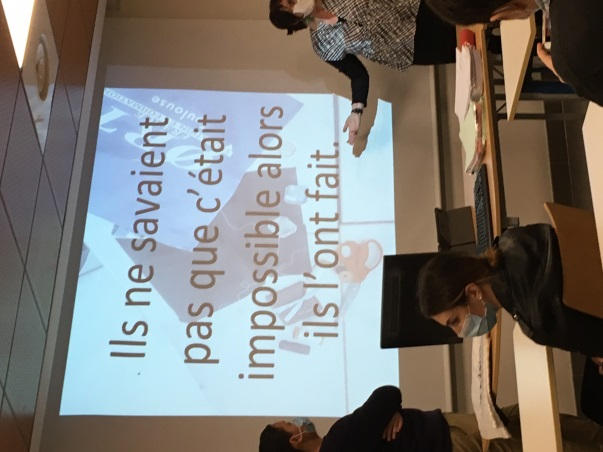 Ils ne savaient
pas que c'était
impossible alors
ils l'ont fait.